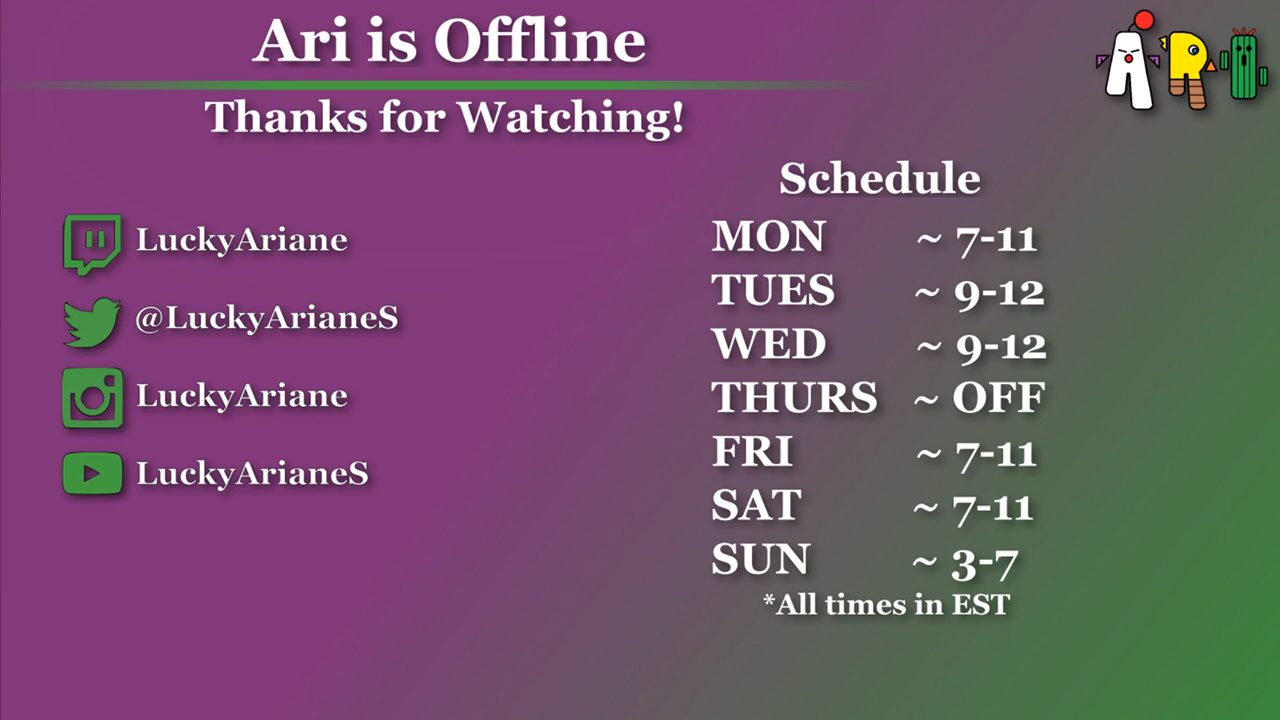 Ari is Offline
Thanks for Watching!
ARI
LuckyAriane
@LuckyArianeS
LuckyAriane
LuckyArianeS
Schedule
MON ~ 7-11
TUES ~ 9-12
WED ~ 9-12
THURS ~ OFF
FRI ~ 7-11
SAT ~ 7-11
SUN ~ 3-7
*All times in EST